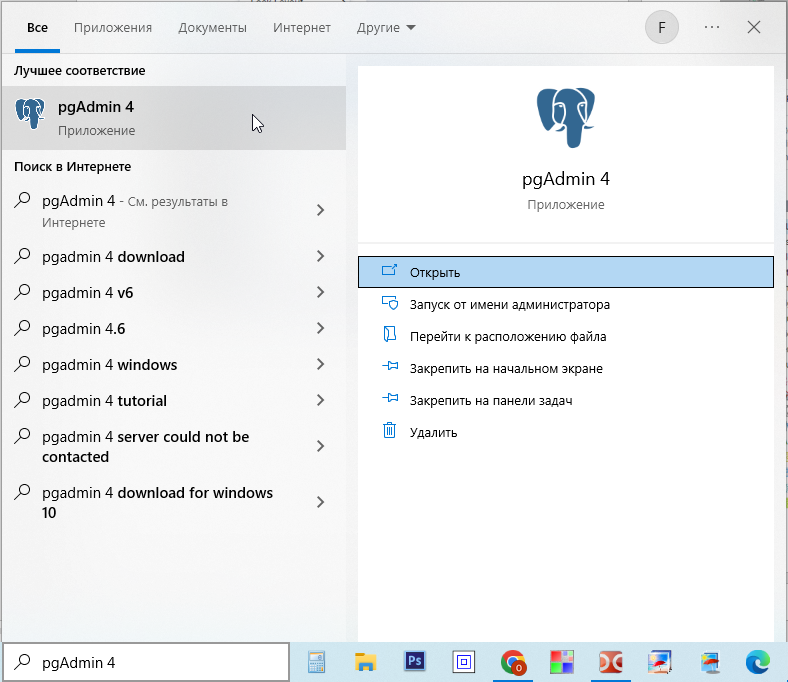 Все Приложения Документы Интернет Другие F
Лучшее соответствие
pgAdmin 4
Приложение
Поиск в Интернете
pgAdmin 4 - См. результаты в
Интернете
pgadmin 4 download
pgadmin 4 v6
pgadmin 4.6
pgadmin 4 windows
pgadmin 4 tutorial
pgadmin 4 server could not be
contacted
pgadmin 4 download for windows
10
pgAdmin 4
Приложение
Открыть
Запуск от имени администратора
Перейти к расположению файла
Закрепить на начальном экране
Закрепить на панели задач
Удалить
pgAdmin 4
Ps